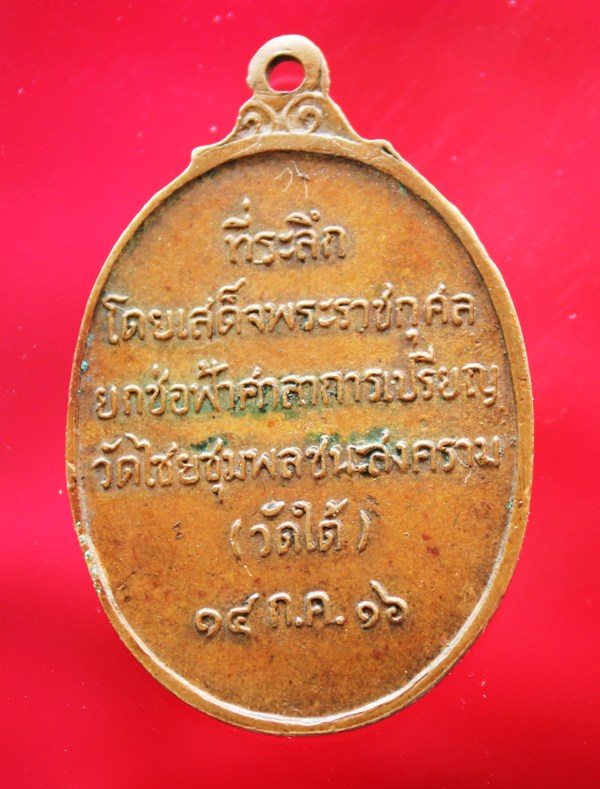 ที่ระลึก
โดยเสด็จพระราชกุศล
ยกช่อฟ้าศาลาการเปรียญ
วัดไชยชุมพลชนะสงคราม
(วัดใต้)
๑๔ ก.ค. ๑๖